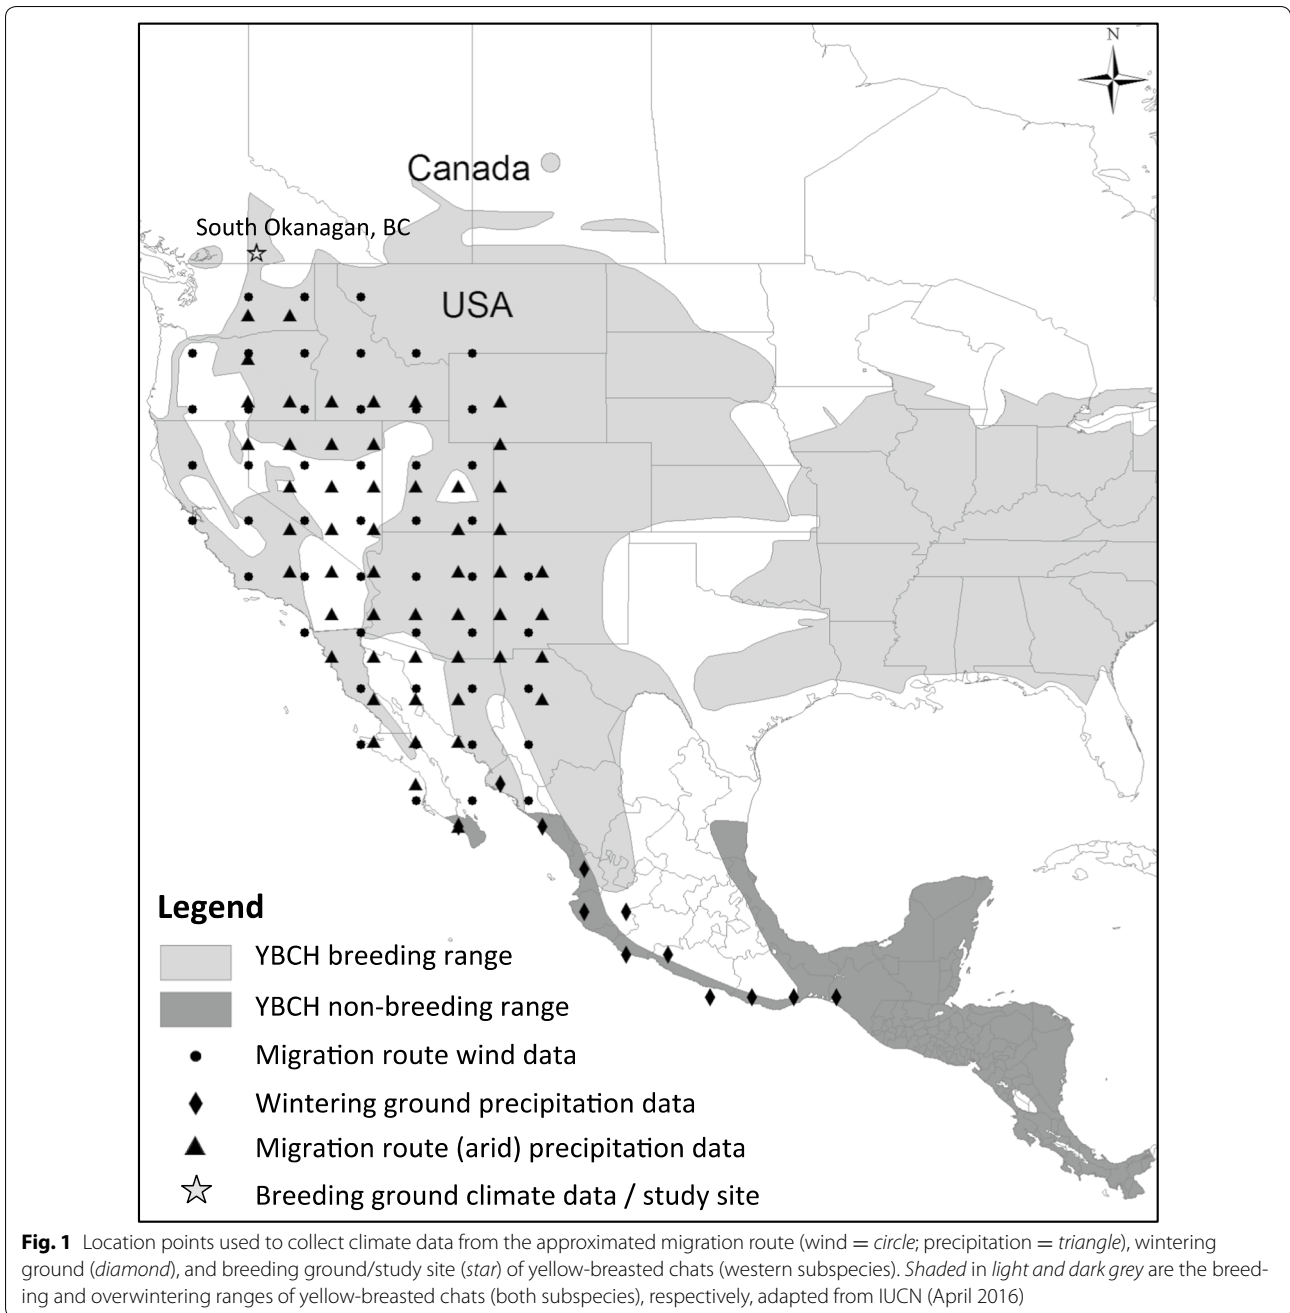 N
Canada
South Okanagan, BC
USA
Legend
YBCH breeding range
YBCH non-breeding range
Migration route wind data
Wintering ground precipitation data
Migration route (arid) precipitation data
Breeding ground climate data / study site
Fig. 1 Location points used to collect climate data from the approximated migration route (wind = circle; precipitation = triangle), wintering
ground (diamond), and breeding ground/study site (star) of yellow-breasted chats (western subspecies). Shaded in light and dark grey are the breed-
ing and overwintering ranges of yellow-breasted chats (both subspecies), respectively, adapted from IUCN (April 2016)